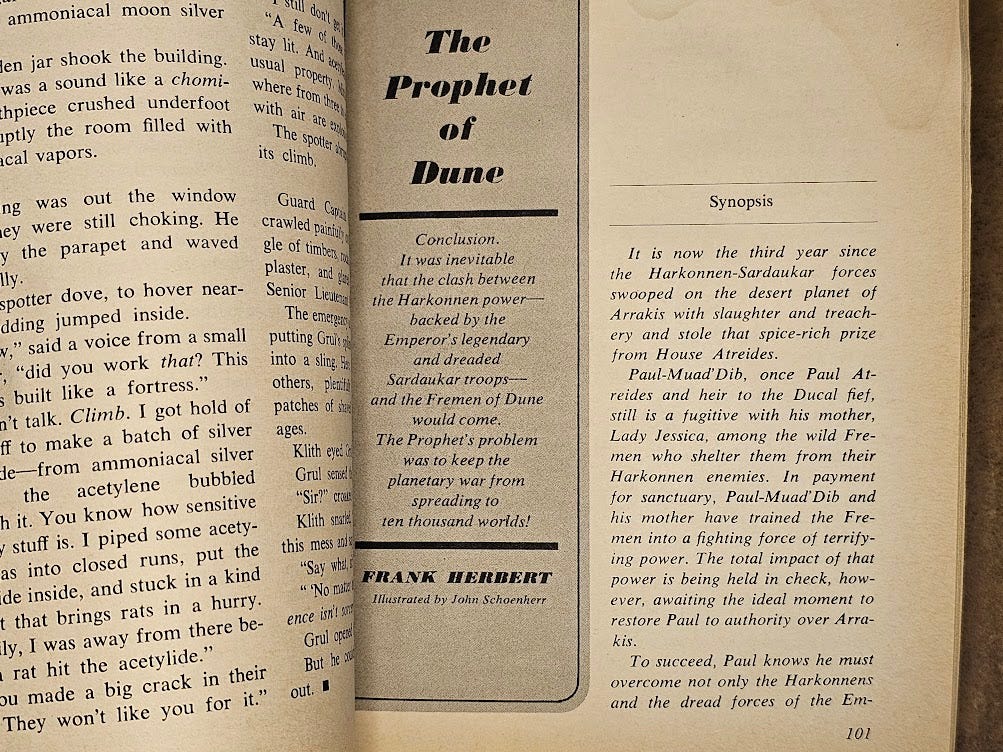 ammoniacal moon silver
den jar shook the building.
was a sound like a chomi-
thpiece crushed underfoot
uptly the room filled with
acal vapors.
ng was out the window
ey were still choking. He
y the parapet and waved
lly.
spotter dove, to hover near-
dding jumped inside.
w," said a voice from a small
, "did you work that? This
s built like a fortress."
n't talk. Climb. I got hold of
ff to make a batch of silver
de—from ammoniacal silver
the acetylene bubbled
h it. You know how sensitive
y stuff is. I piped some acety-
as into closed runs, put the
ide inside, and stuck in a kind
t that brings rats in a hurry.
ily, I was away from there be-
a rat hit the acetylide."
ou made a big crack in their
They won't like you for it."
I still don't get
"A few of those
stay lit. And
usual property.
where from three
with air are
The spotter
its climb.
Guard
crawled painfully
gle of timbers,
plaster, and
Senior Lieutenant
The emergency
putting Grul's
into a sling.
others,
patches of
ages.
Klith eyed
Grul sensed
"Sir?"
Klith snarled
this mess and
"Say what,
"'No matter
ence isn't
Grul opened
But he
out. ■
The
Prophet
of
Dune
Conclusion.
It was inevitable
that the clash between
the Harkonnen power—
backed by the
Emperor's legendary
and dreaded
Sardaukar troops—
and the Fremen of Dune
would come.
The Prophet's problem
was to keep the
planetary war from
spreading to
ten thousand worlds!
FRANK HERBERT
Illustrated by John Schoenherr
Synopsis
It is now the third year since
the Harkonnen-Sardaukar forces
swooped on the desert planet of
Arrakis with slaughter and treach-
ery and stole that spice-rich prize
from House Atreides.
Paul-Muad'Dib, once Paul At-
reides and heir to the Ducal fief,
still is a fugitive with his mother,
Lady Jessica, among the wild Fre-
men who shelter them from their
Harkonnen enemies. In payment
for sanctuary, Paul-Muad'Dib and
his mother have trained the Fre-
men into a fighting force of terrify-
ing power. The total impact of that
power is being held in check, how-
ever, awaiting the ideal moment to
restore Paul to authority over Arra-
kis.
To succeed, Paul knows he must
overcome not only the Harkonnens
and the dread forces of the Em-
101